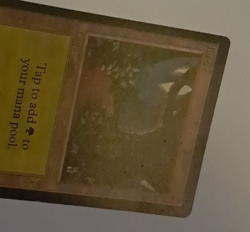 Tap to add 🌳 to
your mana pool.